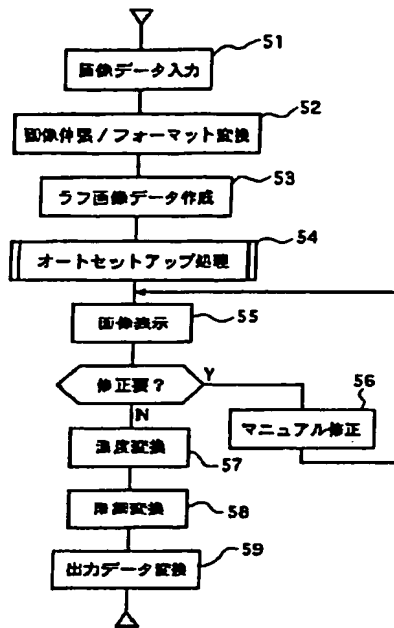 51
画像データ入力
52
画像伸張/フォーマット変換
53
ラフ画像データ作成
54
オートセットアップ処理
55
画像表示
修正要?
Y
N
56
マニュアル修正
濃度変換
57
階調変換
58
出力データ変換
59